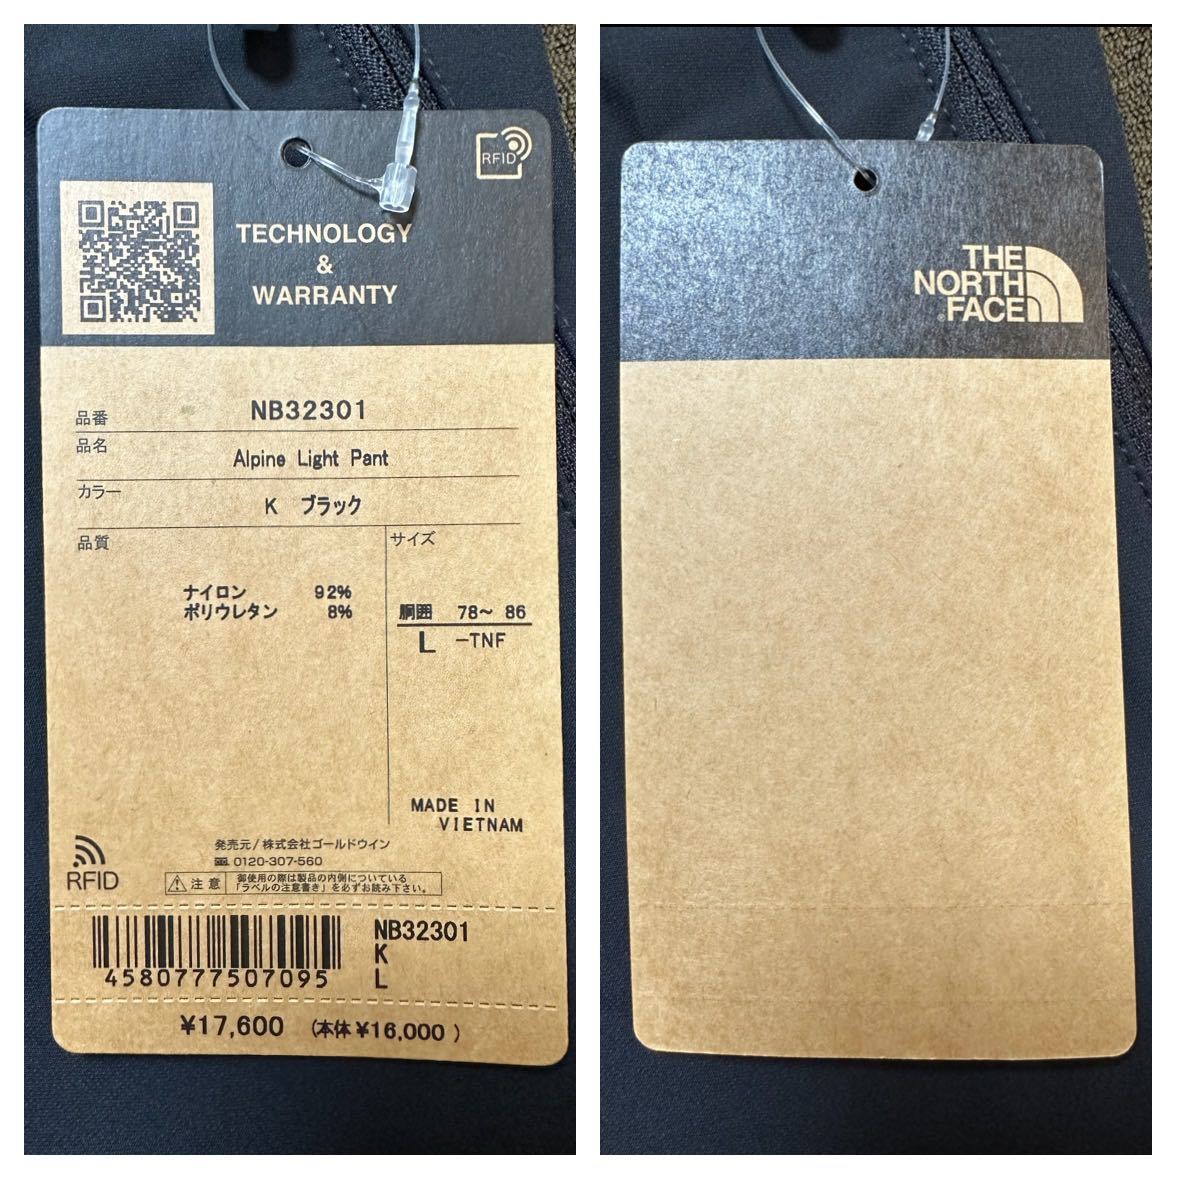 RFID
TECHNOLOGY
&
WARRANTY
品番 NB32301
品名 Alpine Light Pant
カラー K ブラック
品質
ナイロン 92%
ポリウレタン 8%
サイズ
胴囲 78~ 86
L -TNF
MADE IN
VIETNAM
RFID
発売元/株式会社ゴールドウイン
0120-307-560
注意 御使用の際は製品の内側についている
「ラベルの注意書き」を必ずお読み下さい。
4580777507095
NB32301
K
L
¥17,600 (本体¥16,000 )
THE
NORTH
FACE